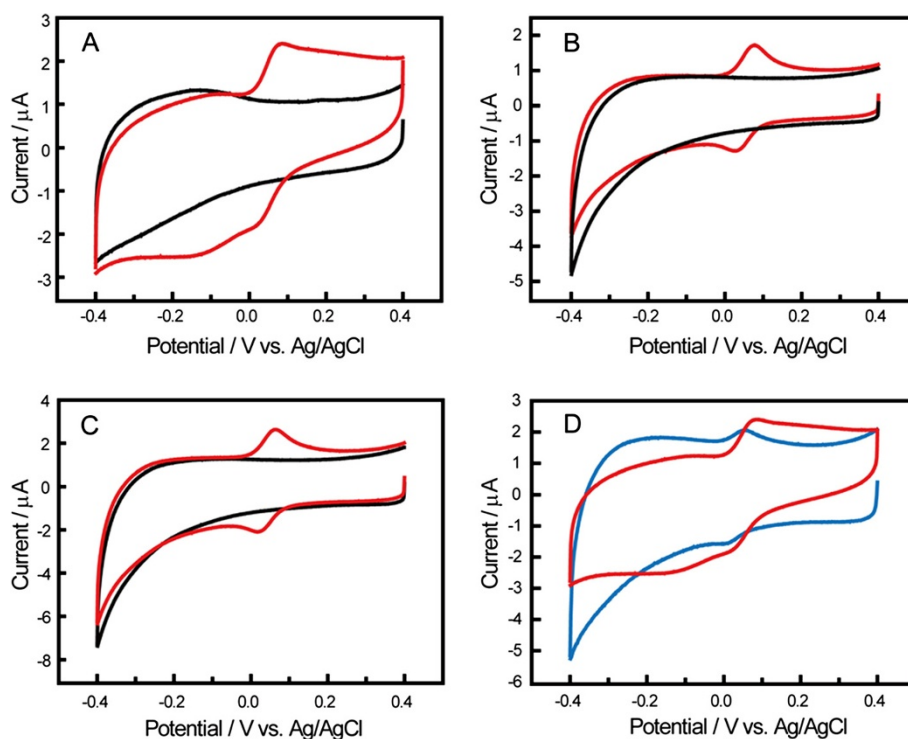 A
3
2
1
0
-1
-2
-3
Current / μA
-0.4 -0.2 0.0 0.2 0.4
Potential / V vs. Ag/AgCl
B
2
1
0
-1
-2
-3
-4
-5
Current / μA
-0.4 -0.2 0.0 0.2 0.4
Potential / V vs. Ag/AgCl
C
4
2
0
-2
-4
-6
-8
Current / μA
-0.4 -0.2 0.0 0.2 0.4
Potential / V vs. Ag/AgCl
D
3
2
1
0
-1
-2
-3
-4
-5
-6
Current / μA
-0.4 -0.2 0.0 0.2 0.4
Potential / V vs. Ag/AgCl